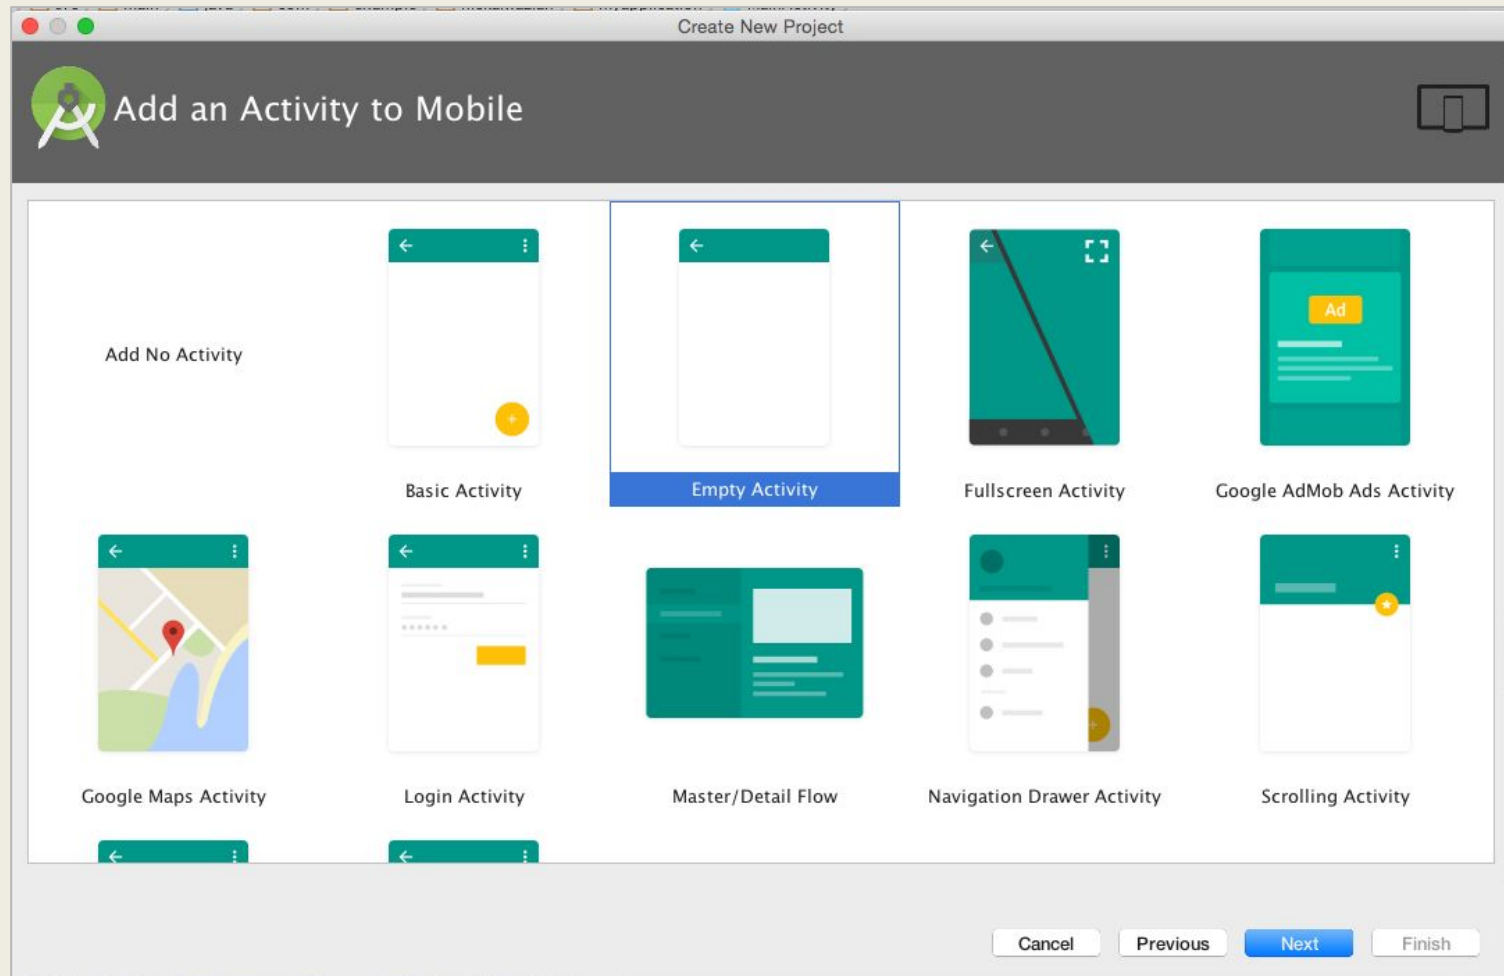 Create New Project
Add an Activity to Mobile
Add No Activity
Basic Activity
Empty Activity
Fullscreen Activity
Ad
Google AdMob Ads Activity
Google Maps Activity
Login Activity
Master/Detail Flow
Navigation Drawer Activity
Scrolling Activity
Cancel
Previous
Next
Finish